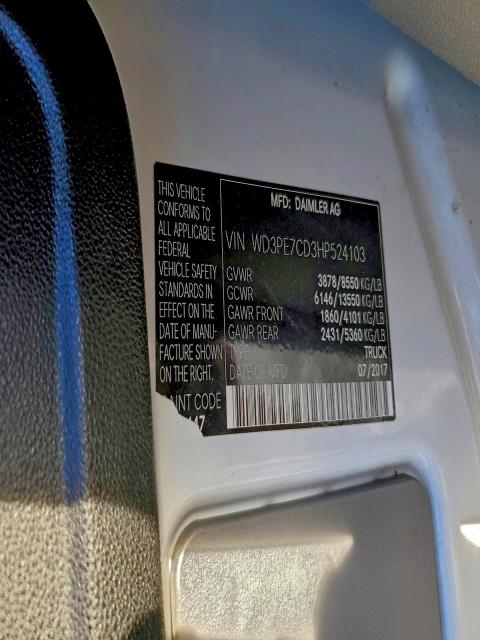 THIS VEHICLE
CONFORMS TO
ALL APPLICABLE
FEDERAL
VEHICLE SAFETY
STANDARDS IN
EFFECT ON THE
DATE OF MANU-
FACTURE SHOWN
ON THE RIGHT.
MFD: DAIMLER AG
VIN WD3PE7CD3HP524103
GVWR 3878/8550 KG/LB
GCWR 6146/13550 KG/LB
GAWR FRONT 1860/4101 KG/LB
GAWR REAR 2431/5360 KG/LB
TYPE TRUCK
DATE OF MFD 07/2017
CODE